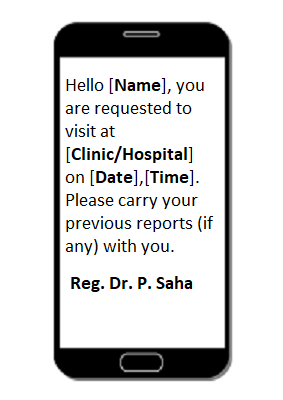 Hello [Name], you
are requested to
visit at
[Clinic/Hospital]
on [Date],[Time].
Please carry your
previous reports (if
any) with you.
Reg. Dr. P. Saha